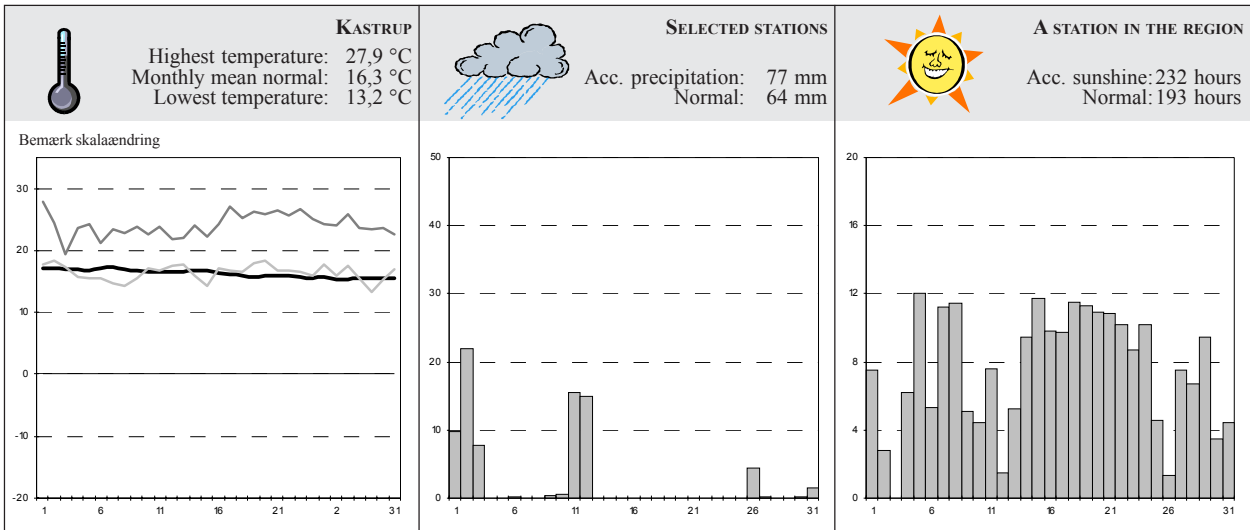 KASTRUP
Highest temperature: 27,9 °C
Monthly mean normal: 16,3 °C
Lowest temperature: 13,2 °C
SELECTED STATIONS
Acc. precipitation: 77 mm
Normal: 64 mm
A STATION IN THE REGION
Acc. sunshine: 232 hours
Normal: 193 hours
Bemærk skalaændring
30
20
10
0
-10
-20
1 6 11 16 21 2 31
50
40
30
20
10
0
1 6 11 16 21 26 31
20
16
12
8
4
0
1 6 11 16 21 26 31